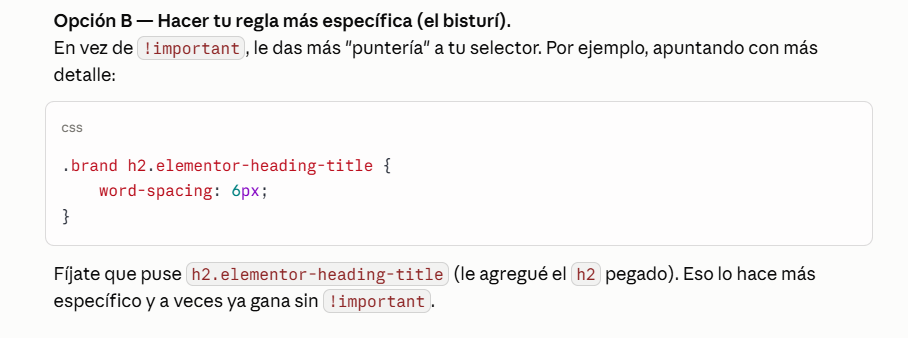 Opción B — Hacer tu regla más específica (el bisturí).
En vez de !important, le das más "puntería" a tu selector. Por ejemplo, apuntando con más
detalle:
css
.brand h2.elementor-heading-title {
    word-spacing: 6px;
}
Fíjate que puse h2.elementor-heading-title (le agregué el h2 pegado). Eso lo hace más
específico y a veces ya gana sin !important.